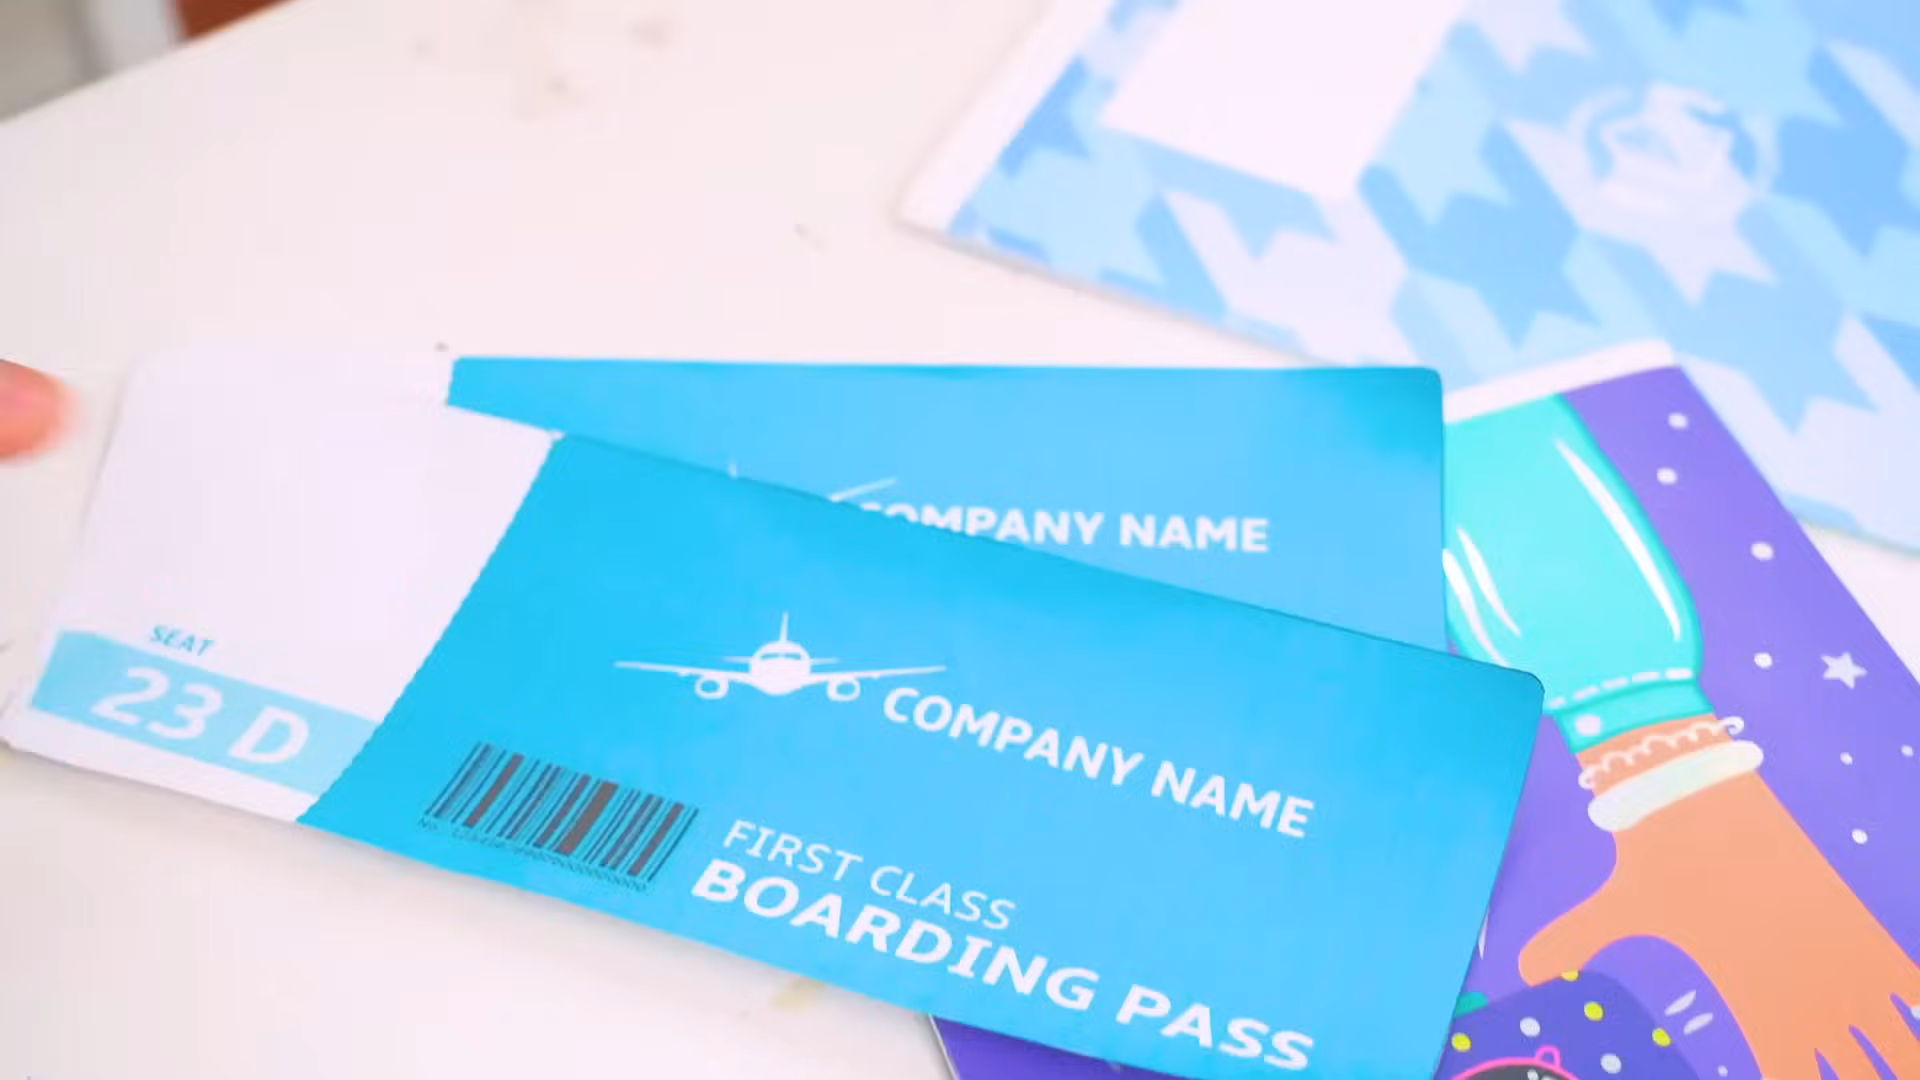 COMPANY NAME
SEAT
23 D
COMPANY NAME
FIRST CLASS
BOARDING PASS